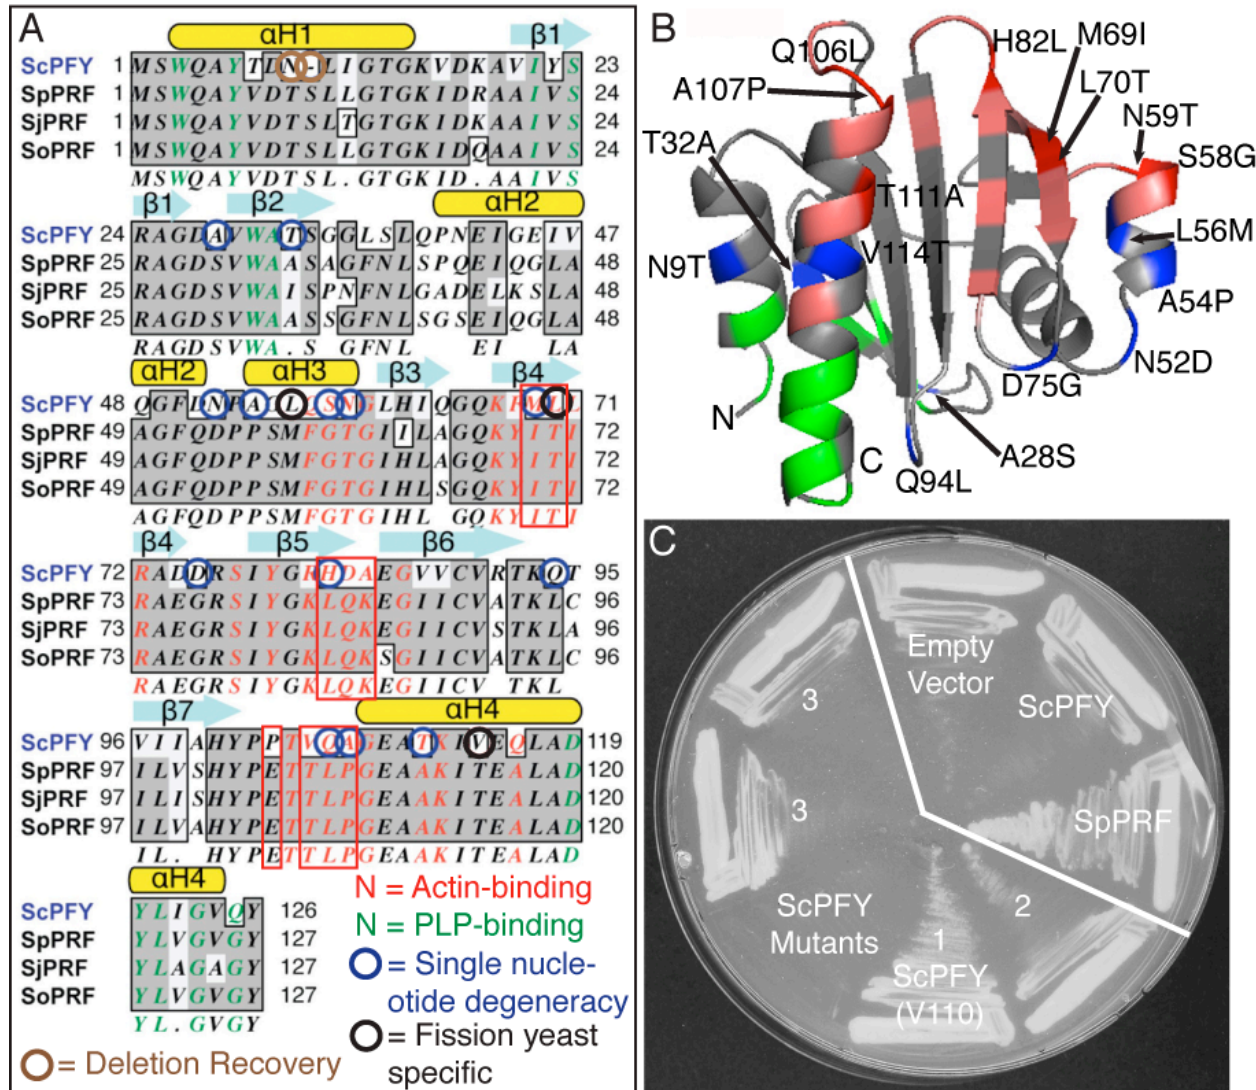 A
αH1
β1
ScPFY 1 MSWQAYTDN-LIGTGKVDKAVIYS 23
SpPRF 1 MSWQAYVDTSLLGTGKIDRAAIVS 24
SjPRF 1 MSWQAYVDTSLTGTGKIDKAAIVS 24
SoPRF 1 MSWQAYVDTSLLGTGKIDQAAIVS 24
MSWQAYVDTSL.GTGKID.AAIVS
β1 β2 αH2
ScPFY 24 RAGDAVWATSGGLSLQPNEIGEIV 47
SpPRF 25 RAGDSVWAASAGFNLSPQEIQGLA 48
SjPRF 25 RAGDSVWAISPNFNLGADELKSLA 48
SoPRF 25 RAGDSVWAASSGFNLSGSEIQGLA 48
RAGDSVWA.S GFNL EI LA
αH2 αH3 β3 β4
ScPFY 48 71
SpPRF 49 AGFQDPPSMFGTGIILAGQKYITI 72
SjPRF 49 AGFQDPPSMFGTGIHLAGQKYITI 72
SoPRF 49 AGFQDPPSMFGTGIHLSGQKYITI 72
AGFQDPPSMFGTGIHL GQKYITI
β4 β5 β6
ScPFY 72 RADDRSIYGRHDAEGVVCVRTKQT 95
SpPRF 73 RAEGRSIYGKLQKEGIICVATKLC 96
SjPRF 73 RAEGRSIYGKLQKEGIICVSTKLA 96
SoPRF 73 RAEGRSIYGKLQKSGIICVATKLC 96
RAEGRSIYGKLQKEGIICV TKL
β7 αH4
ScPFY 96 VIIAHYPPTVQAGEATKIVEQLAD 119
SpPRF 97 ILVSHYPETTLPGEAAKITEALAD 120
SjPRF 97 ILISHYPETTLPGEAAKITEALAD 120
SoPRF 97 ILVAHYPETTLPGEAAKITEALAD 120
IL. HYPETTLPGEAAKITEALAD
αH4
ScPFY YLIGVQY 126
SpPRF YLVGVGY 127
SjPRF YLAGAGY 127
SoPRF YLVGVGY 127
YL.GVGY
N = Actin-binding
N = PLP-binding
= Single nucle-
otide degeneracy
= Fission yeast
specific
= Deletion Recovery
B
Q106L
H82L
M69I
A107P
L70T
N59T
T32A
S58G
T111A
L56M
V114T
N9T
A54P
N52D
D75G
N
C
A28S
Q94L
C
Empty
Vector
3
ScPFY
3
SpPRF
ScPFY
Mutants
2
1
ScPFY
(V110)